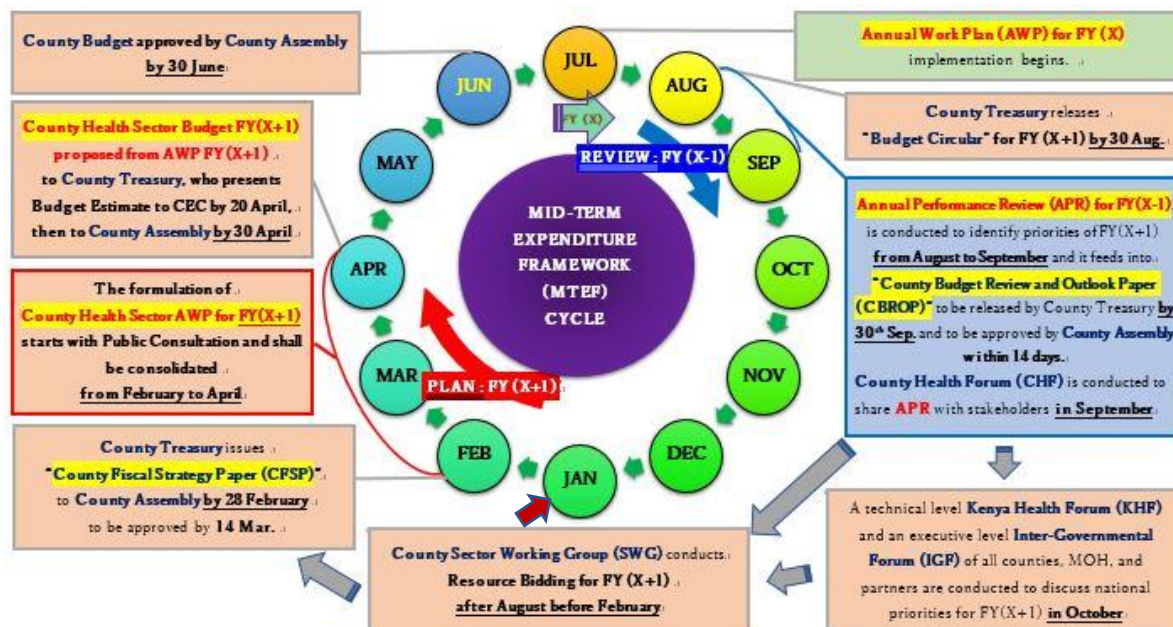 County Budget approved by County Assembly
by 30 June
County Health Sector Budget FY(X+1)
proposed from AWP FY(X+1)
to County Treasury, who presents
Budget Estimate to CEC by 20 April,
then to County Assembly by 30 April
The formulation of
County Health Sector AWP for FY(X+1)
starts with Public Consultation and shall
be consolidated
from February to April
County Treasury issues
"County Fiscal Strategy Paper (CFSP)"
to County Assembly by 28 February
to be approved by 14 Mar.
JUL
AUG
SEP
OCT
NOV
DEC
JAN
FEB
MAR
APR
MAY
JUN
FY (X)
REVIEW : FY (X-1)
MID-TERM
EXPENDITURE
FRAMEWORK
(MTEF)
CYCLE
PLAN : FY (X+1)
County Sector Working Group (SWG) conducts
Resource Bidding for FY (X+1)
after August before February
Annual Work Plan (AWP) for FY (X)
implementation begins.
County Treasury releases
"Budget Circular" for FY (X+1) by 30 Aug.
Annual Performance Review (APR) for FY(X-1)
is conducted to identify priorities of FY(X+1)
from August to September and it feeds into
"County Budget Review and Outlook Paper
(CBROP)" to be released by County Treasury by
30th Sep. and to be approved by County Assembly
within 14 days.
County Health Forum (CHF) is conducted to
share APR with stakeholders in September
A technical level Kenya Health Forum (KHF)
and an executive level Inter-Governmental
Forum (IGF) of all counties, MOH, and
partners are conducted to discuss national
priorities for FY(X+1) in October